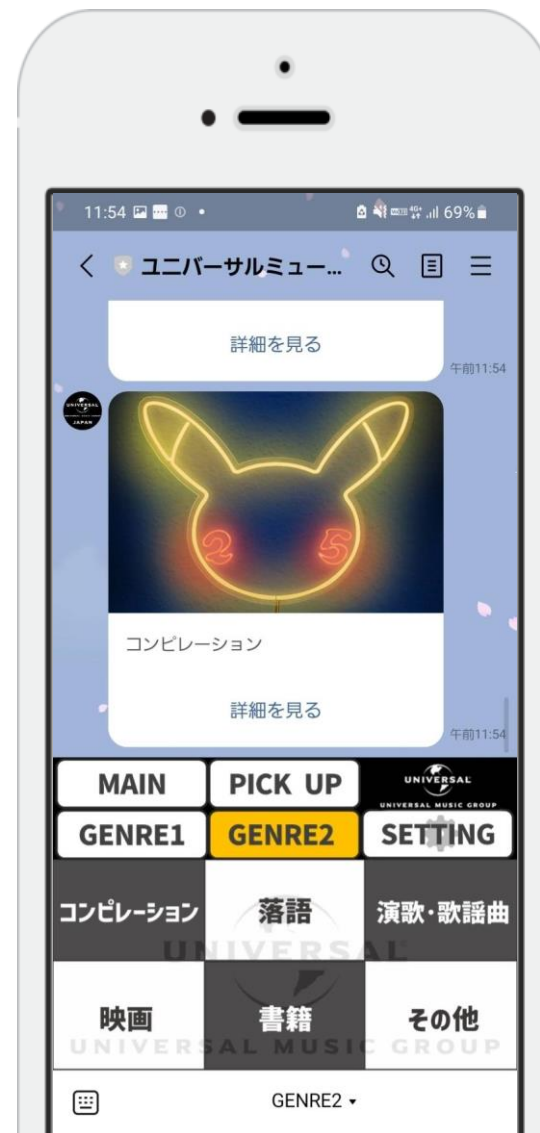 11:54
4G+
69%
ユニバーサルミュー...
詳細を見る
午前11:54
UNIVERSAL
JAPAN
25
コンピレーション
詳細を見る
午前11:54
MAIN
PICK UP
UNIVERSAL
UNIVERSAL MUSIC GROUP
GENRE1
GENRE2
SETTING
コンピレーション
落語
演歌・歌謡曲
UNIVERSAL
映画
書籍
その他
UNIVERSAL MUSIC GROUP
GENRE2 ▾